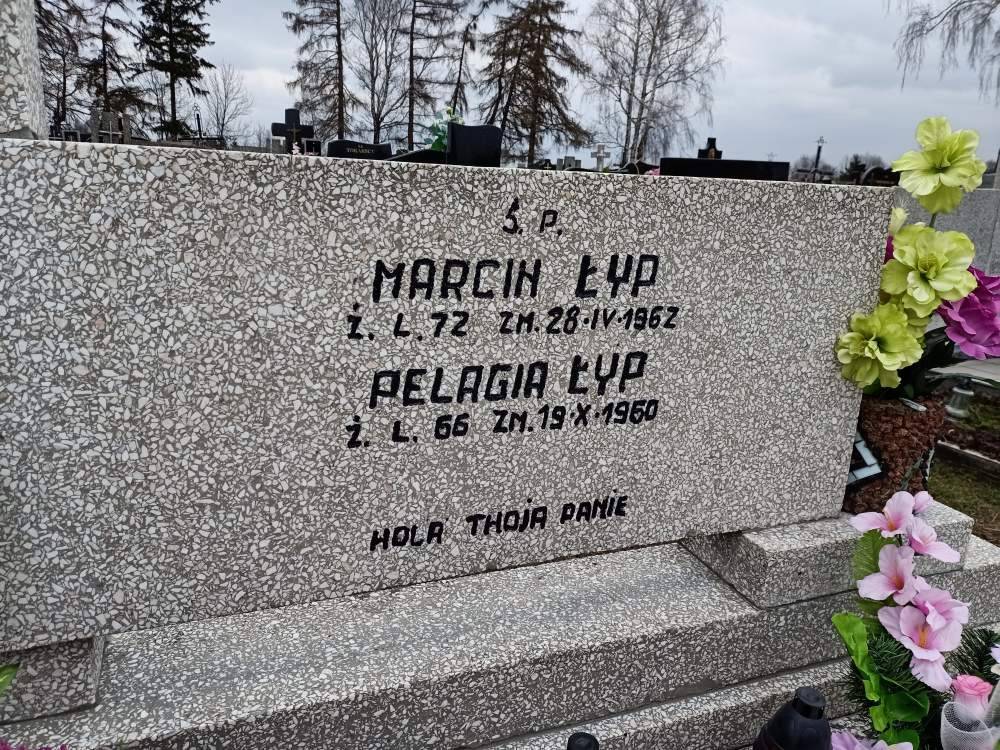 Ś. P.
MARCIN ŁYP
Ż. L. 72 ZM. 28·IV·1962
PELAGIA ŁYP
Ż. L. 66 ZM. 19·X·1960
WOLA TWOJA PANIE